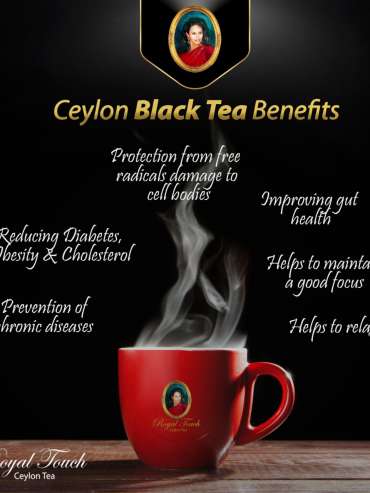 Ceylon Black Tea Benefits
Protection from free
radicals damage to
cell bodies
Improving gut
health
Reducing Diabetes,
besity & Cholesterol
Helps to mainta
a good focus
Prevention of
hronic diseases
Helps to rela
Royal Touch
Ceylon Tea
oyal Touch
Ceylon Tea